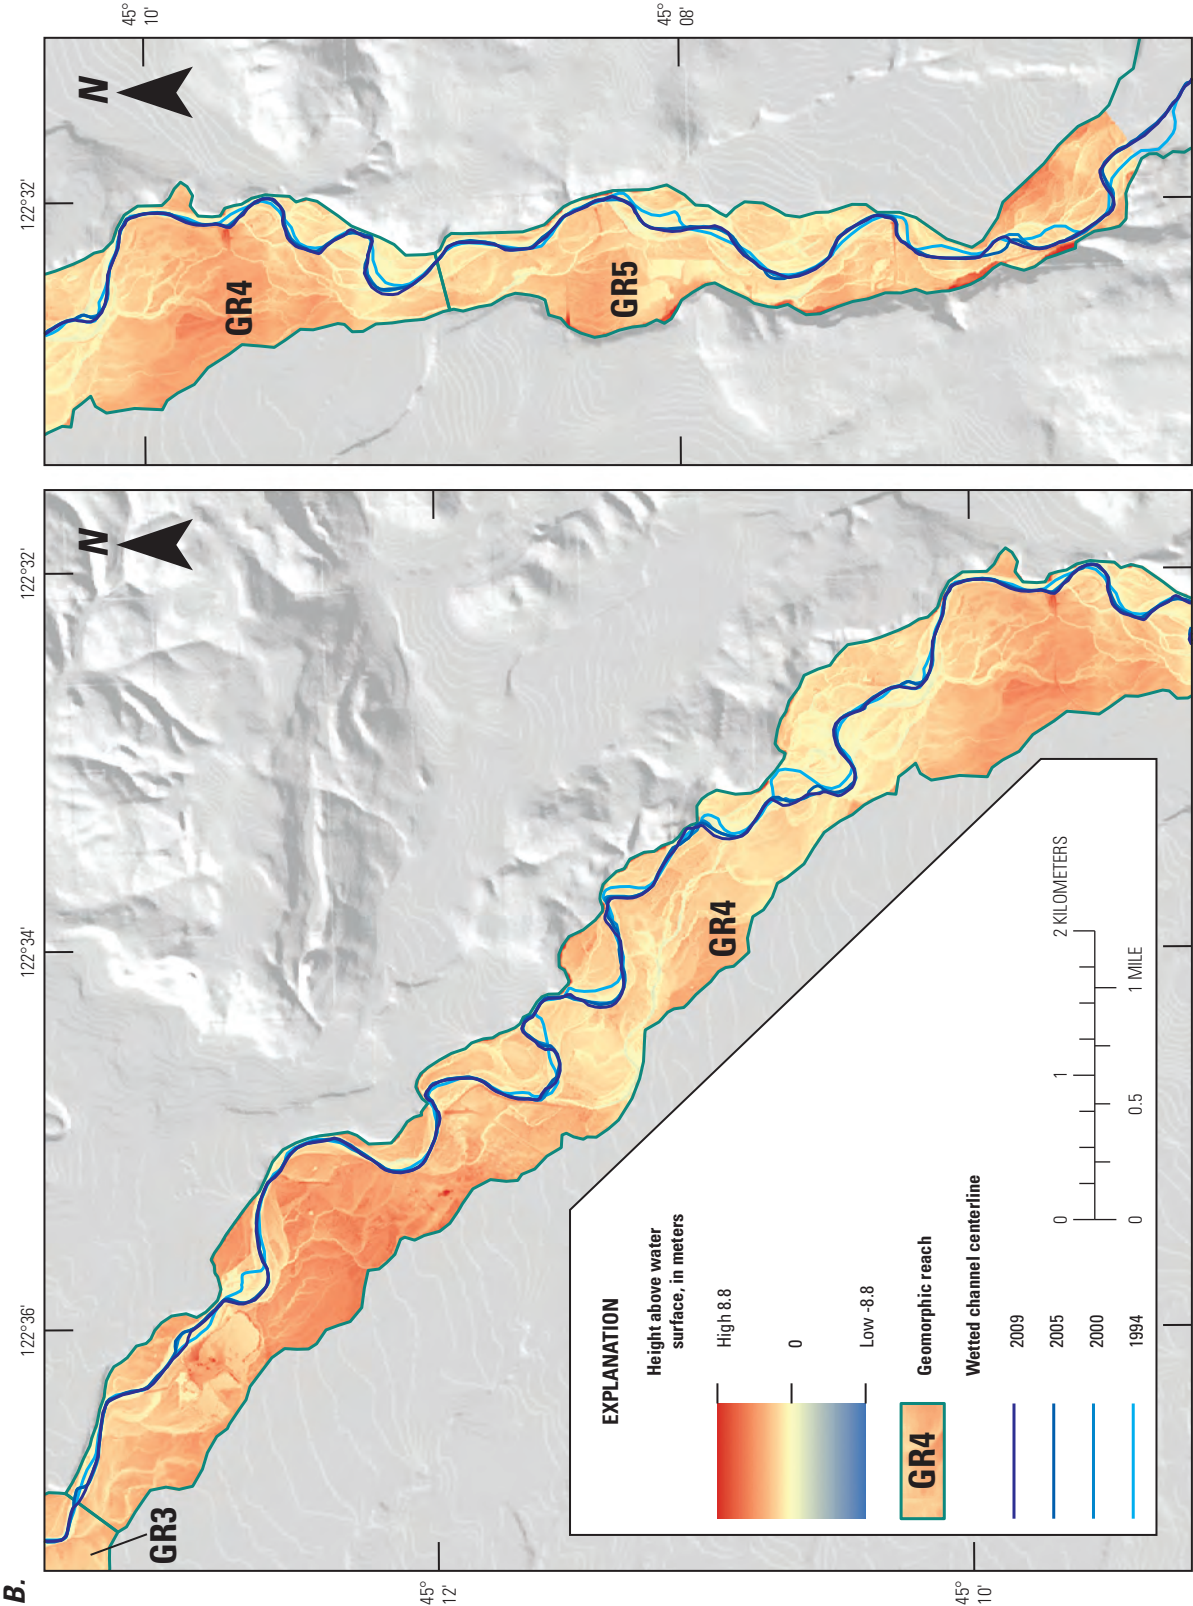 B.
45°
10'
45°
08'
122°32'
N
GR4
GR5
122°36'
122°34'
122°32'
N
45°
12'
45°
10'
GR3
GR4
EXPLANATION
Height above water
surface, in meters
High 8.8
0
Low -8.8
GR4
Geomorphic reach
Wetted channel centerline
2009
2005
2000
1994
0
1
2 KILOMETERS
0
0.5
1 MILE